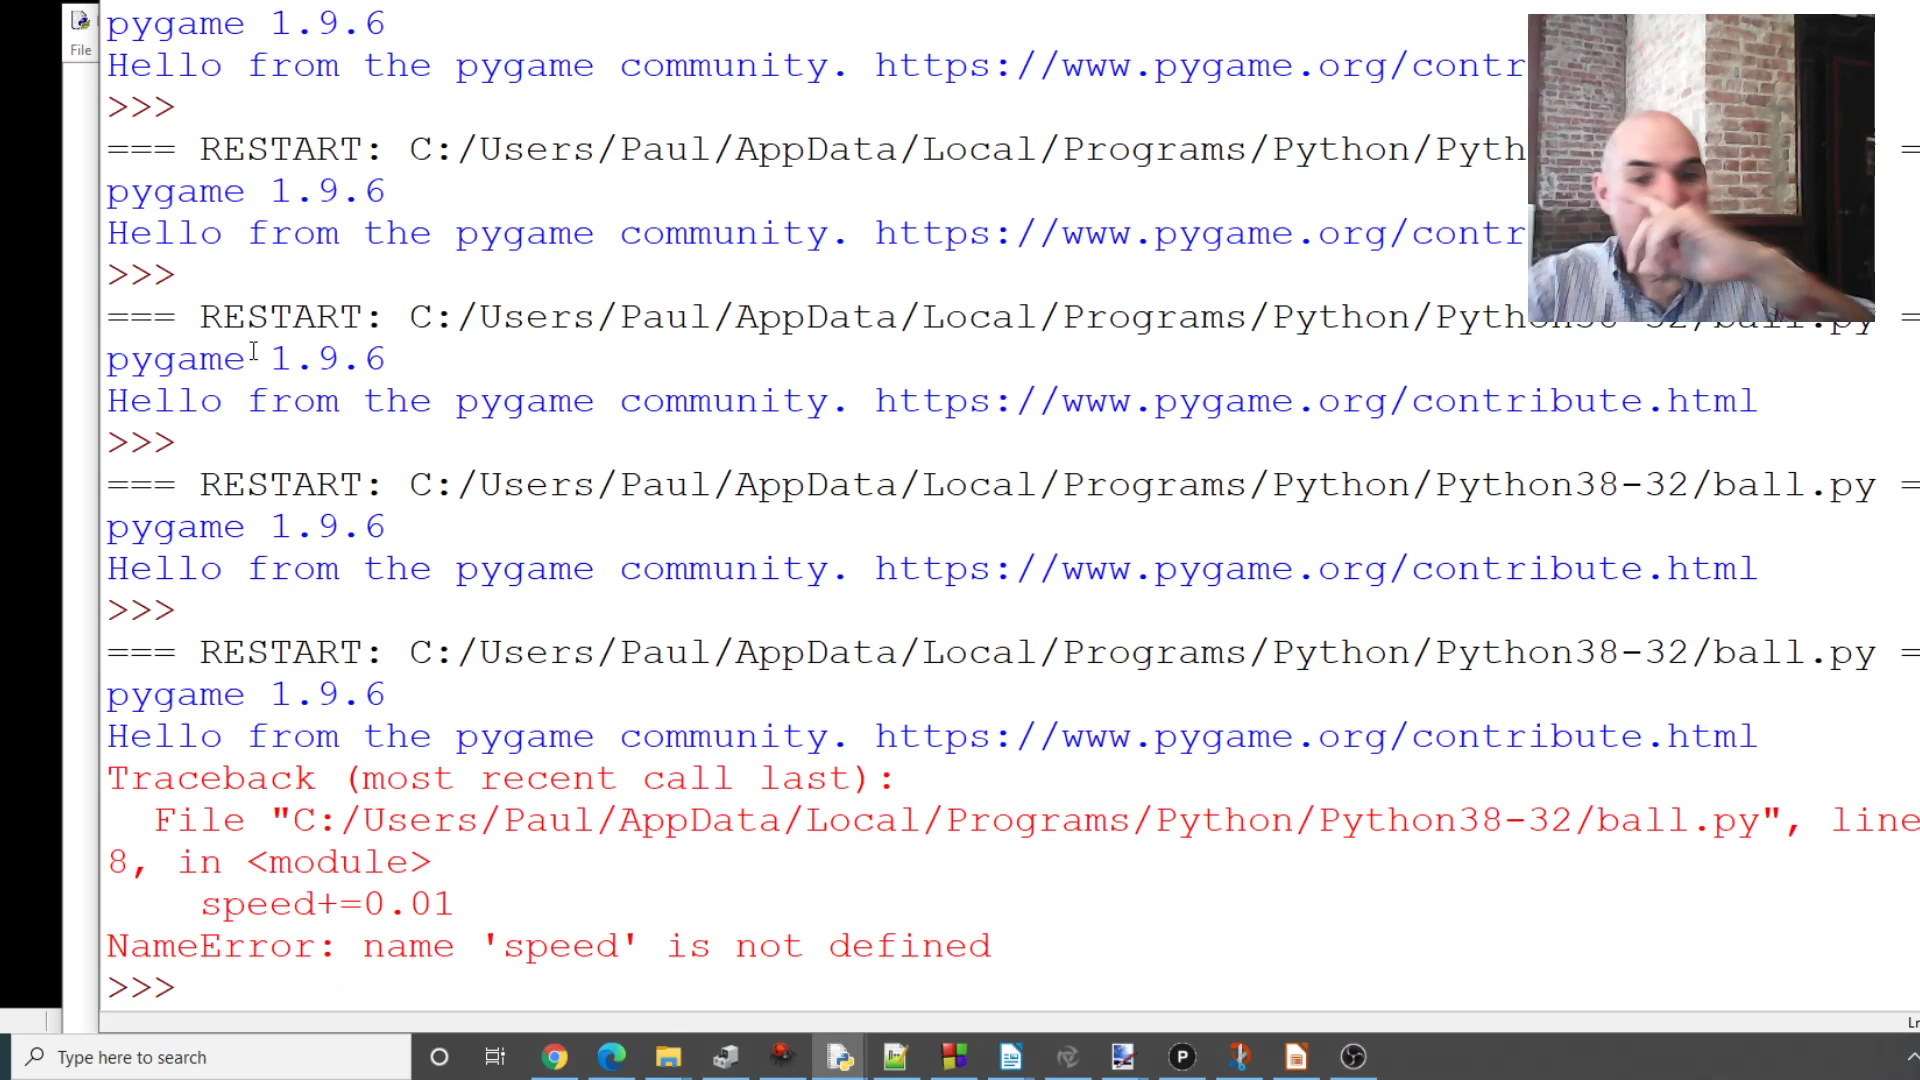 File
pygame 1.9.6
Hello from the pygame community. https://www.pygame.org/contr
>>>
=== RESTART: C:/Users/Paul/AppData/Local/Programs/Python/Pyth =
pygame 1.9.6
Hello from the pygame community. https://www.pygame.org/contr
>>>
=== RESTART: C:/Users/Paul/AppData/Local/Programs/Python/Python38-32/ball.py =
pygame 1.9.6
Hello from the pygame community. https://www.pygame.org/contribute.html
>>>
=== RESTART: C:/Users/Paul/AppData/Local/Programs/Python/Python38-32/ball.py =
pygame 1.9.6
Hello from the pygame community. https://www.pygame.org/contribute.html
>>>
=== RESTART: C:/Users/Paul/AppData/Local/Programs/Python/Python38-32/ball.py =
pygame 1.9.6
Hello from the pygame community. https://www.pygame.org/contribute.html
Traceback (most recent call last):
File "C:/Users/Paul/AppData/Local/Programs/Python/Python38-32/ball.py", line
8, in <module>
speed+=0.01
NameError: name 'speed' is not defined
>>>
Ln
Type here to search